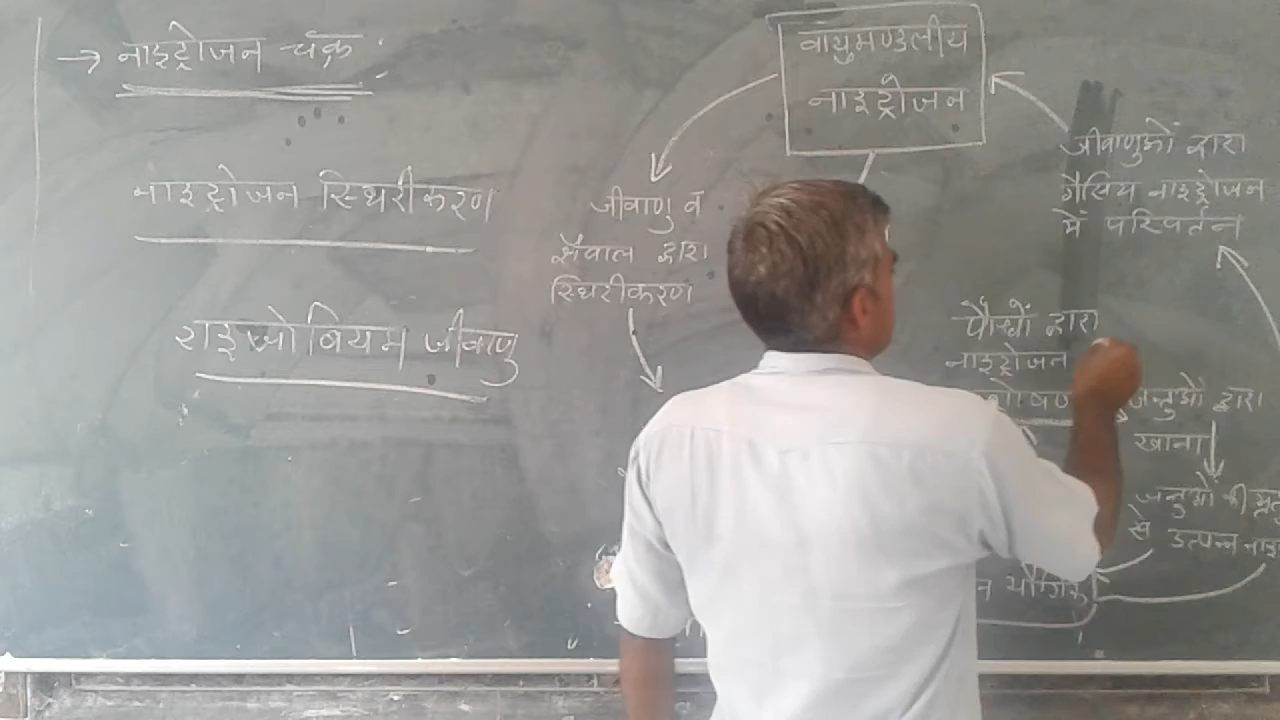 → नाइट्रोजन चक्र :
नाइट्रोजन स्थिरीकरण
राइजोबियम जीवाणु
वायुमण्डलीय
नाइट्रोजन
जीवाणु व
शैवाल द्वारा
स्थिरीकरण
जीवाणुओं द्वारा
गैसिय नाइट्रोजन
में परिवर्तन
पौधों द्वारा
नाइट्रोजन
जन्तुओं द्वारा
खाना
जन्तुओ की
से उत्पन्न
यौगिक